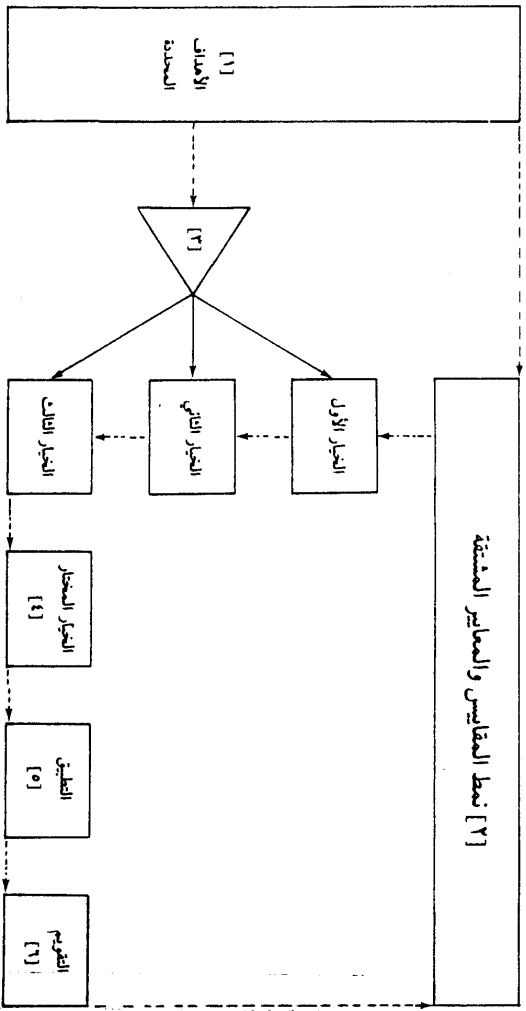 [١]
الأهداف
المحددة
[٢] نمط المقاييس والمعايير المشتقة
[٣]
الخيار الأول
الخيار الثاني
الخيار الثالث
الخيار المختار
[٤]
التطبيق
[٥]
التقويم
[٦]